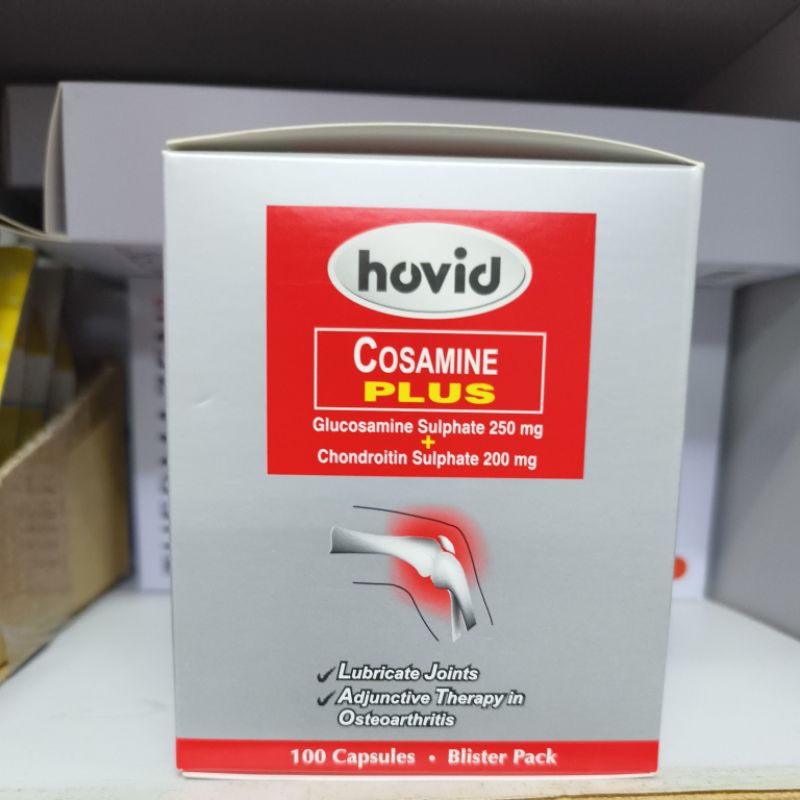 hovid
COSAMINE
PLUS
Glucosamine Sulphate 250 mg
+
Chondroitin Sulphate 200 mg
✓ Lubricate Joints
✓ Adjunctive Therapy in
Osteoarthritis
100 Capsules • Blister Pack